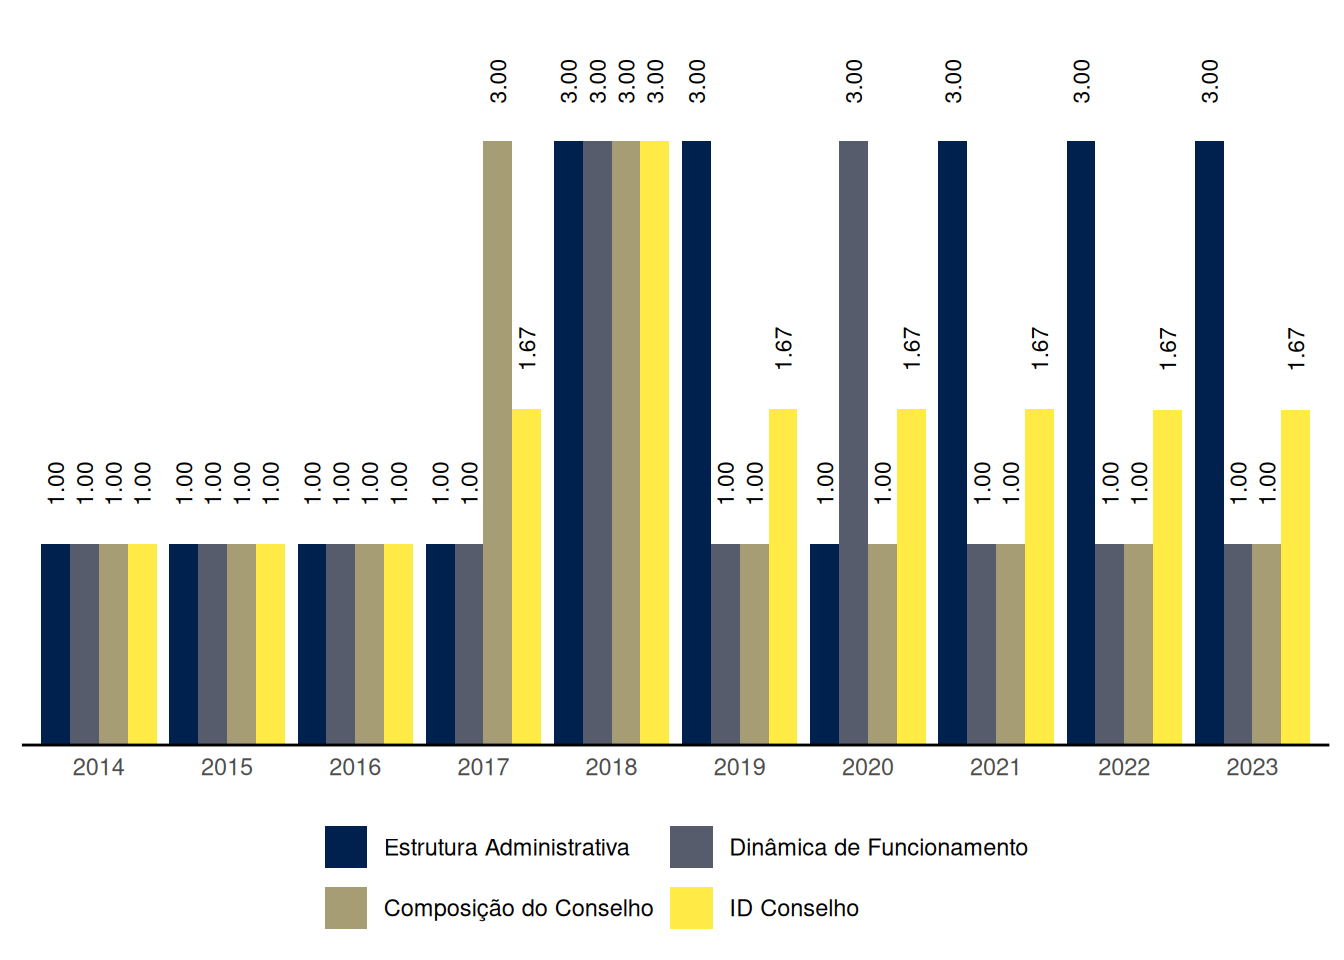 3.00 3.00 3.00 3.00 3.00 3.00 3.00 3.00 3.00 3.00
1.67 1.67 1.67 1.67 1.67 1.67
1.00 1.00 1.00 1.00 1.00 1.00 1.00 1.00 1.00 1.00 1.00 1.00 1.00 1.00 1.00 1.00 1.00 1.00 1.00 1.00 1.00 1.00 1.00 1.00
2014 2015 2016 2017 2018 2019 2020 2021 2022 2023
Estrutura Administrativa Dinâmica de Funcionamento
Composição do Conselho ID Conselho